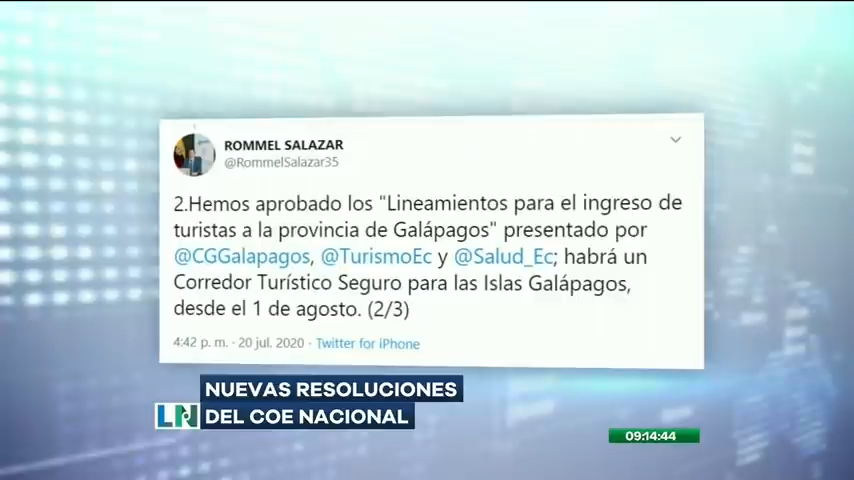 ROMMEL SALAZAR
@RommelSalazar35
2.Hemos aprobado los "Lineamientos para el ingreso de
turistas a la provincia de Galápagos" presentado por
@CGGalapagos, @TurismoEc y @Salud_Ec; habrá un
Corredor Turístico Seguro para las Islas Galápagos,
desde el 1 de agosto. (2/3)
4:42 p. m. · 20 jul. 2020 · Twitter for iPhone
NUEVAS RESOLUCIONES
LN DEL COE NACIONAL
09:14:44